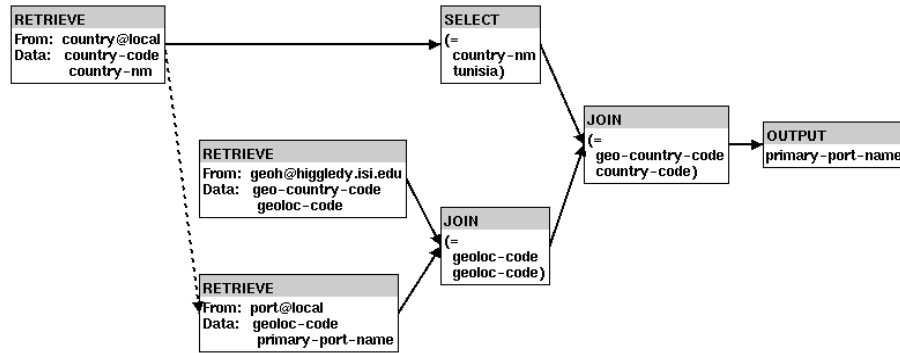 RETRIEVE
From: country@local
Data: country-code
country-nm
SELECT
(=
country-nm
tunisia)
RETRIEVE
From: geoh@higgledy.isi.edu
Data: geo-country-code
geoloc-code
JOIN
(=
geoloc-code
geoloc-code)
RETRIEVE
From: port@local
Data: geoloc-code
primary-port-name
JOIN
(=
geo-country-code
country-code)
OUTPUT
primary-port-name